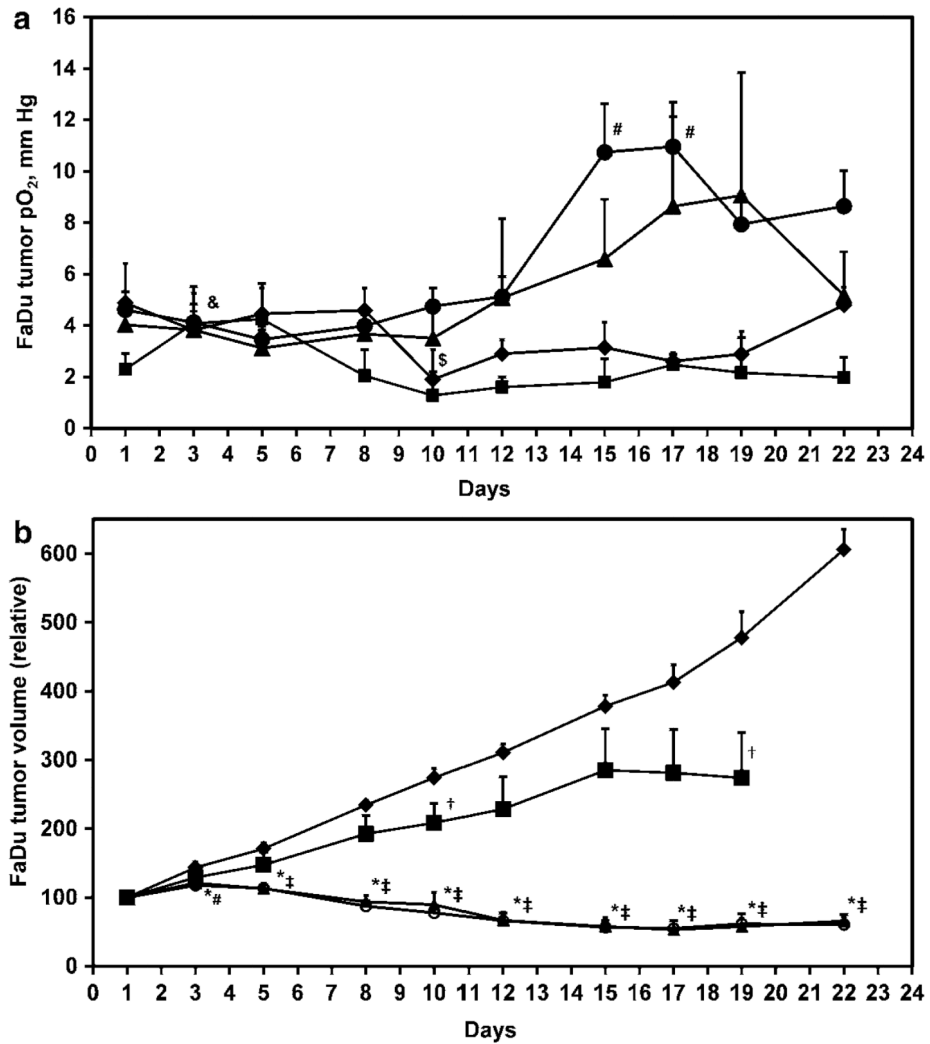 a
FaDu tumor pO2, mm Hg
16
14
12
10
8
6
4
2
0
# #
&
$
0 1 2 3 4 5 6 7 8 9 10 11 12 13 14 15 16 17 18 19 20 21 22 23 24
Days
b
FaDu tumor volume (relative)
600
500
400
300
200
100
0
†
†
*# *‡ *‡ *‡ *‡ *‡ *‡ *‡ *‡
0 1 2 3 4 5 6 7 8 9 10 11 12 13 14 15 16 17 18 19 20 21 22 23 24
Days